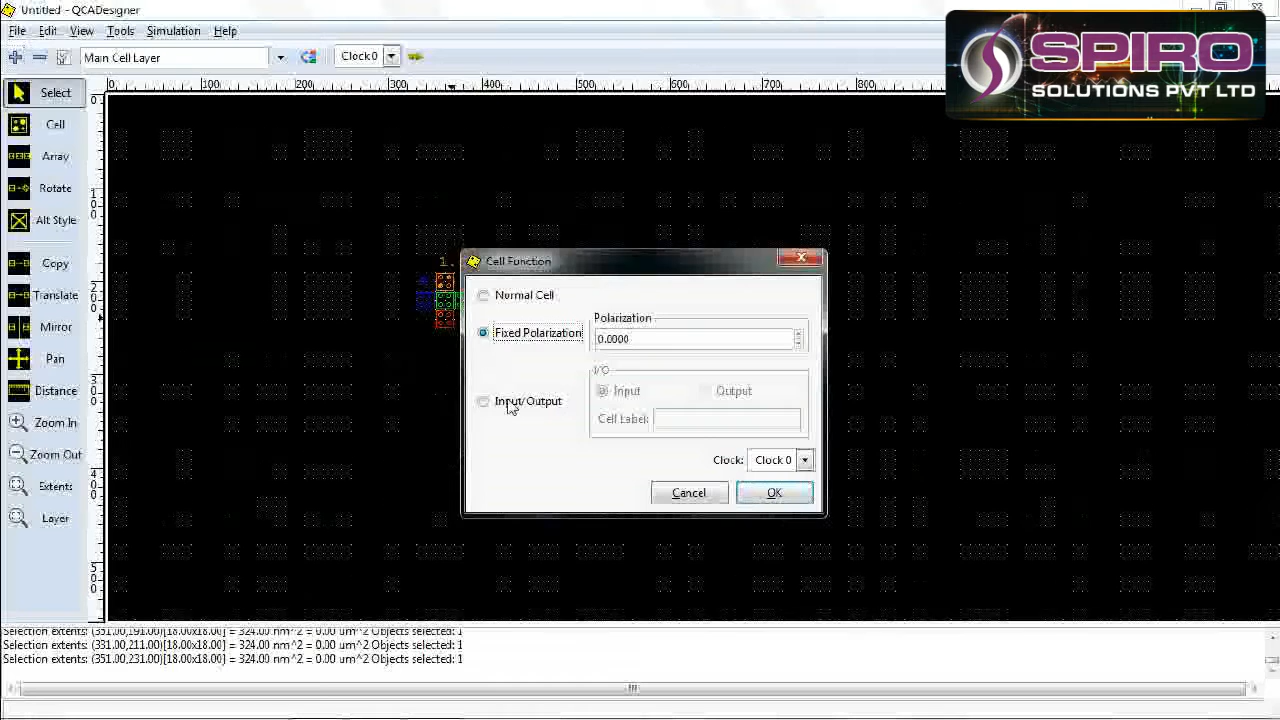 Untitled - QCADesigner
File Edit View Tools Simulation Help
Main Cell Layer Clock 0
SPIRO
SOLUTIONS PVT LTD
0 100 200 300 400 500 600 700 800
Select
Cell
Array
Rotate
Alt Style
Copy
Translate
Mirror
Pan
Distance
Zoom In
Zoom Out
Extents
Layer
1.
Cell Function
Normal Cell
Fixed Polarization
Polarization
0.0000
Input/Output
I/O
Input Output
Cell Label:
Clock: Clock 0
Cancel OK
Selection extents: (331.00,191.00)[18.00x18.00] = 324.00 nm^2 = 0.00 um^2 Objects selected: 1
Selection extents: (331.00,211.00)[18.00x18.00] = 324.00 nm^2 = 0.00 um^2 Objects selected: 1
Selection extents: (351.00,231.00)[18.00x18.00] = 324.00 nm^2 = 0.00 um^2 Objects selected: 1